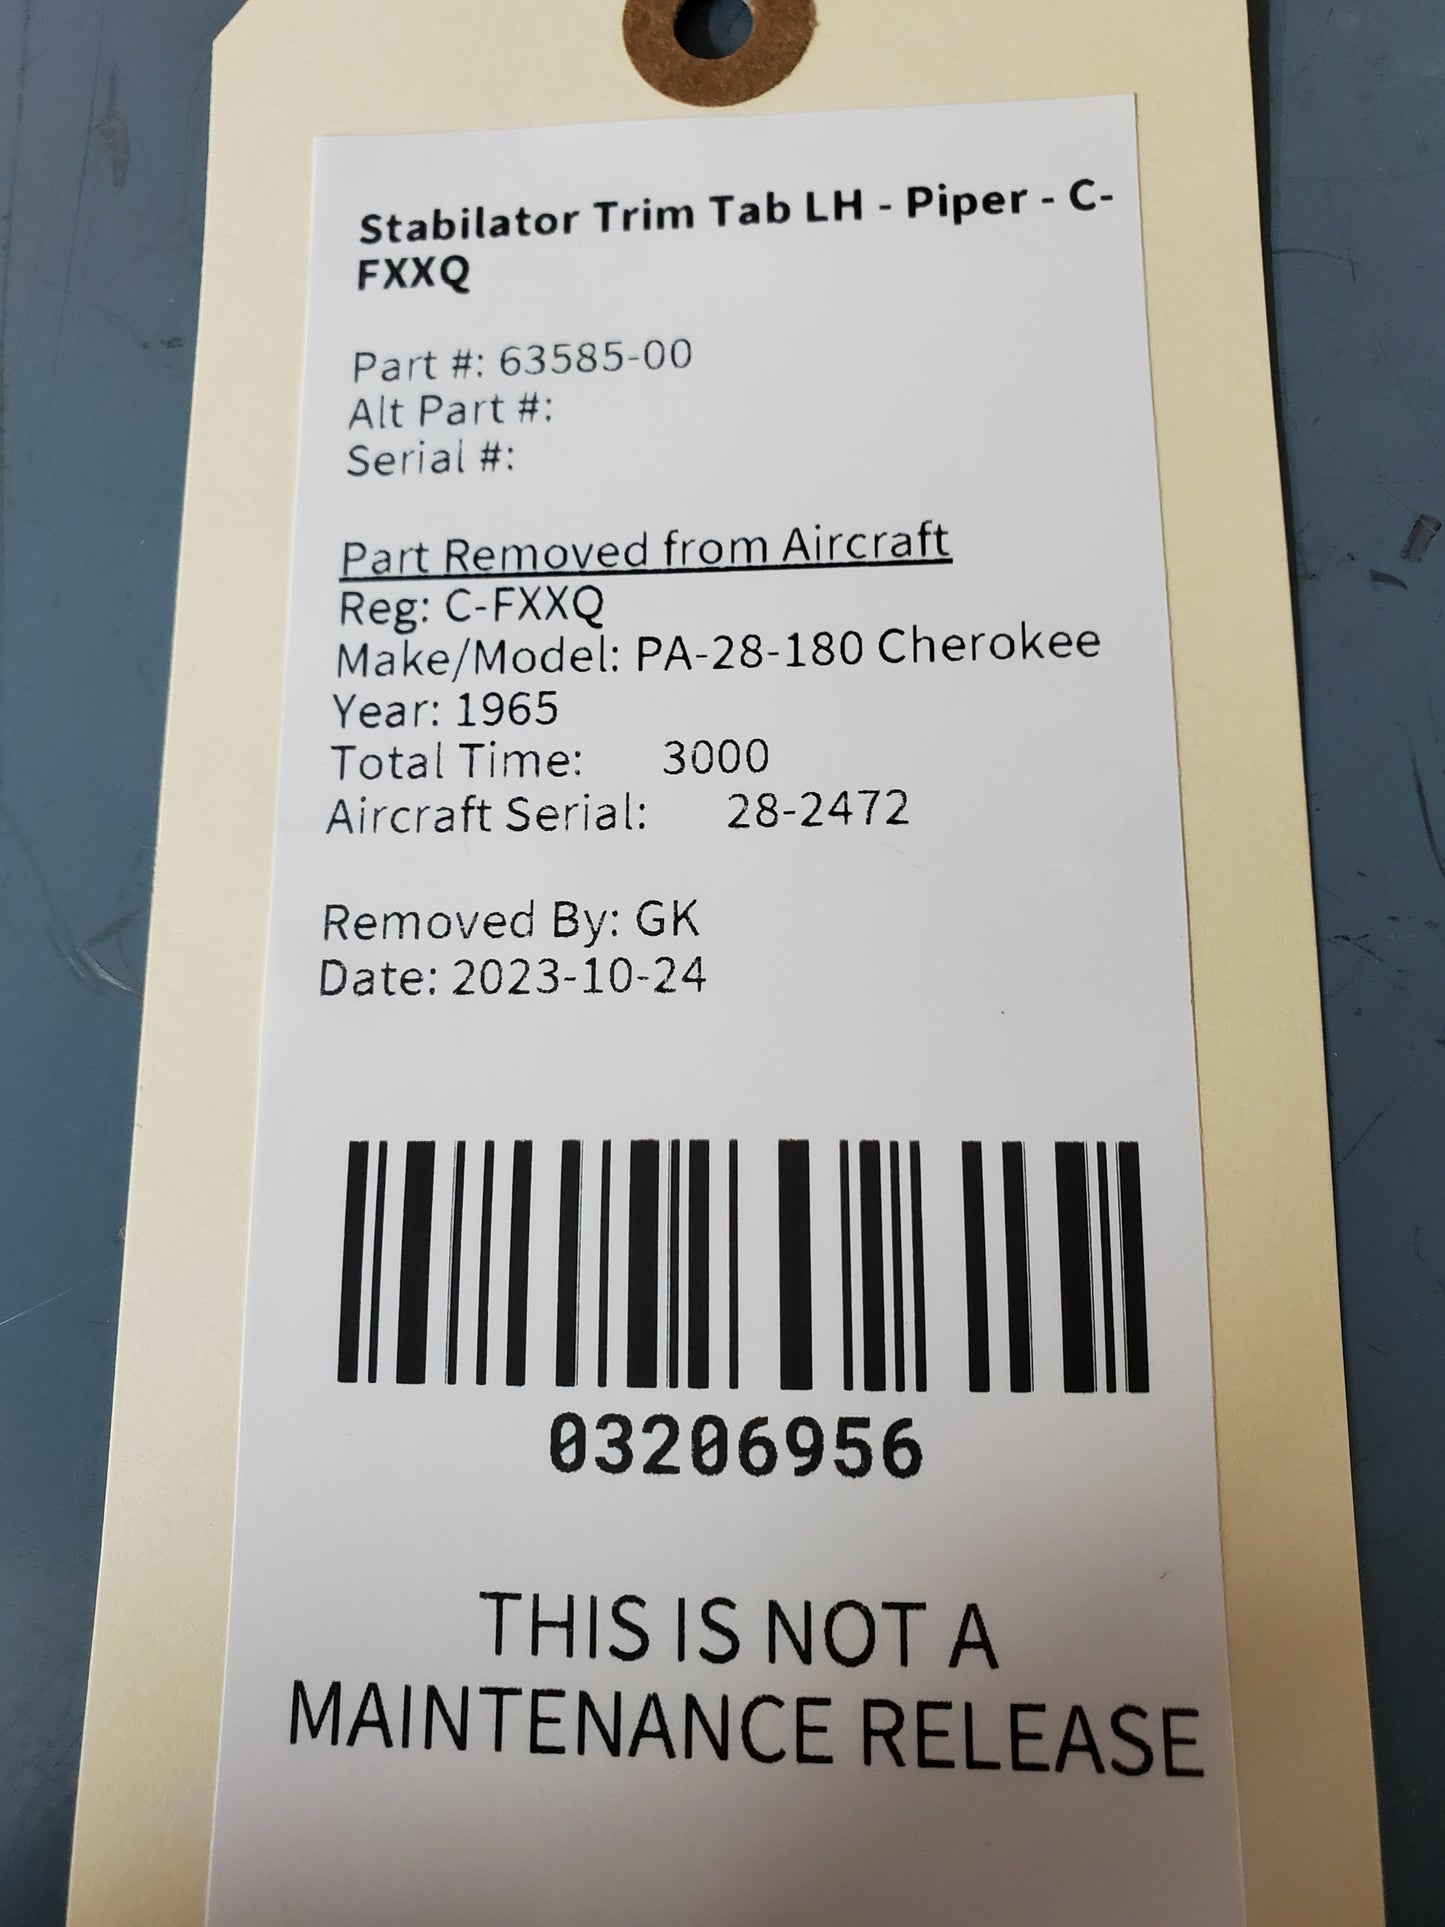 Stabilator Trim Tab LH - Piper - C-
FXXQ
Part #: 63585-00
Alt Part #:
Serial #:
Part Removed from Aircraft
Reg: C-FXXQ
Make/Model: PA-28-180 Cherokee
Year: 1965
Total Time: 3000
Aircraft Serial: 28-2472
Removed By: GK
Date: 2023-10-24
03206956
THIS IS NOT A
MAINTENANCE RELEASE